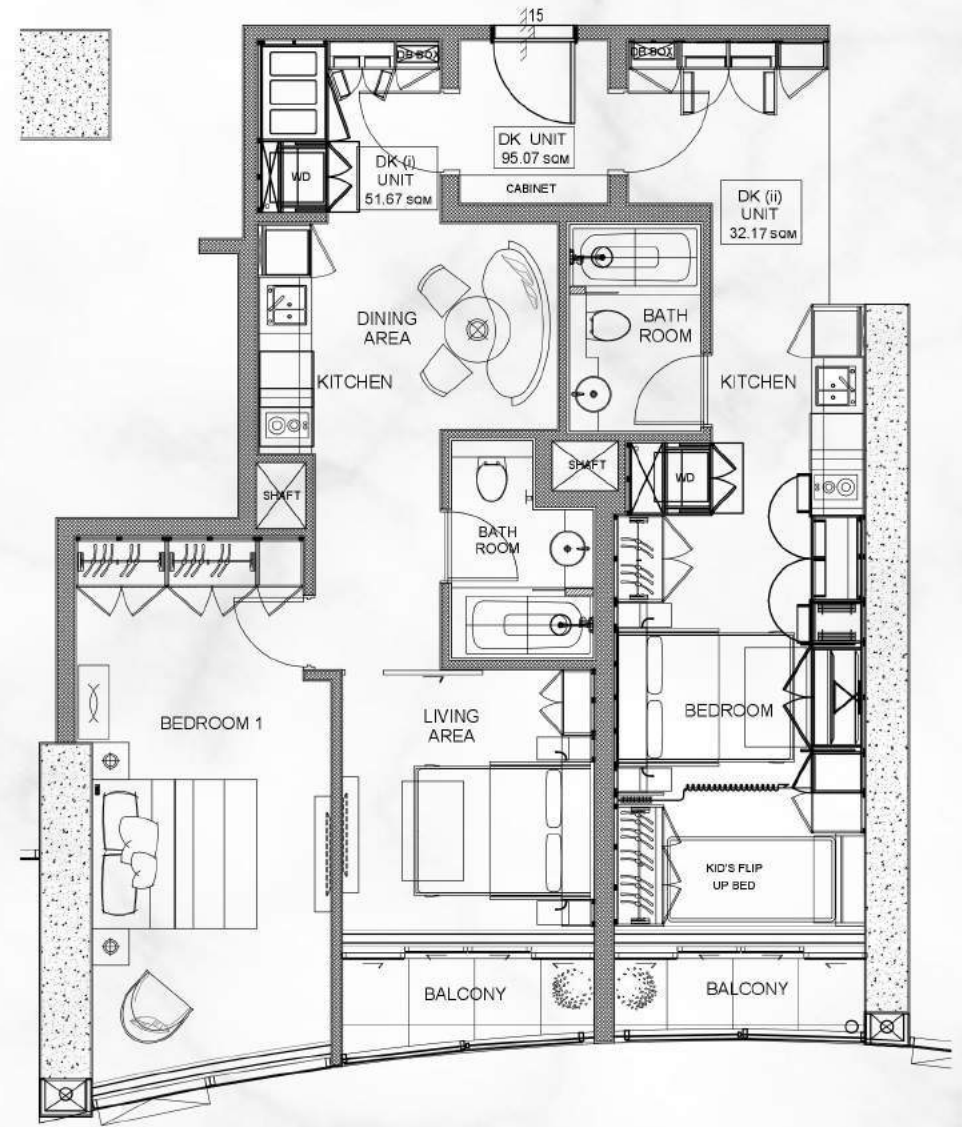 15
DB BOX
DB BOX
DK UNIT
95.07 SQM
WD
DK (i)
UNIT
51.67 SQM
CABINET
DK (ii)
UNIT
32.17 SQM
DINING
AREA
BATH
ROOM
KITCHEN
KITCHEN
SHAFT
SHAFT
WD
BATH
ROOM
BEDROOM 1
LIVING
AREA
BEDROOM
KID'S FLIP
UP BED
BALCONY
BALCONY